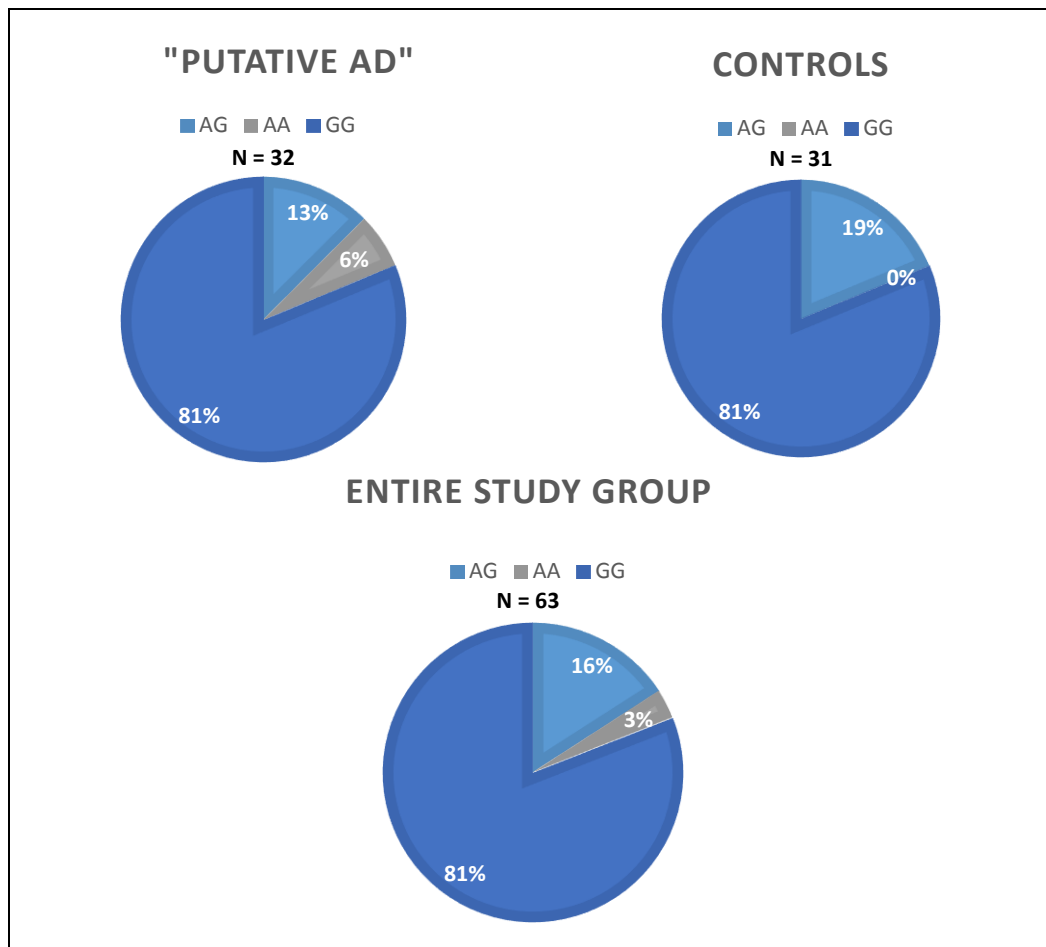 "PUTATIVE AD"
AG AA GG
N = 32
13%
6%
81%
CONTROLS
AG AA GG
N = 31
19%
0%
81%
ENTIRE STUDY GROUP
AG AA GG
N = 63
16%
3%
81%